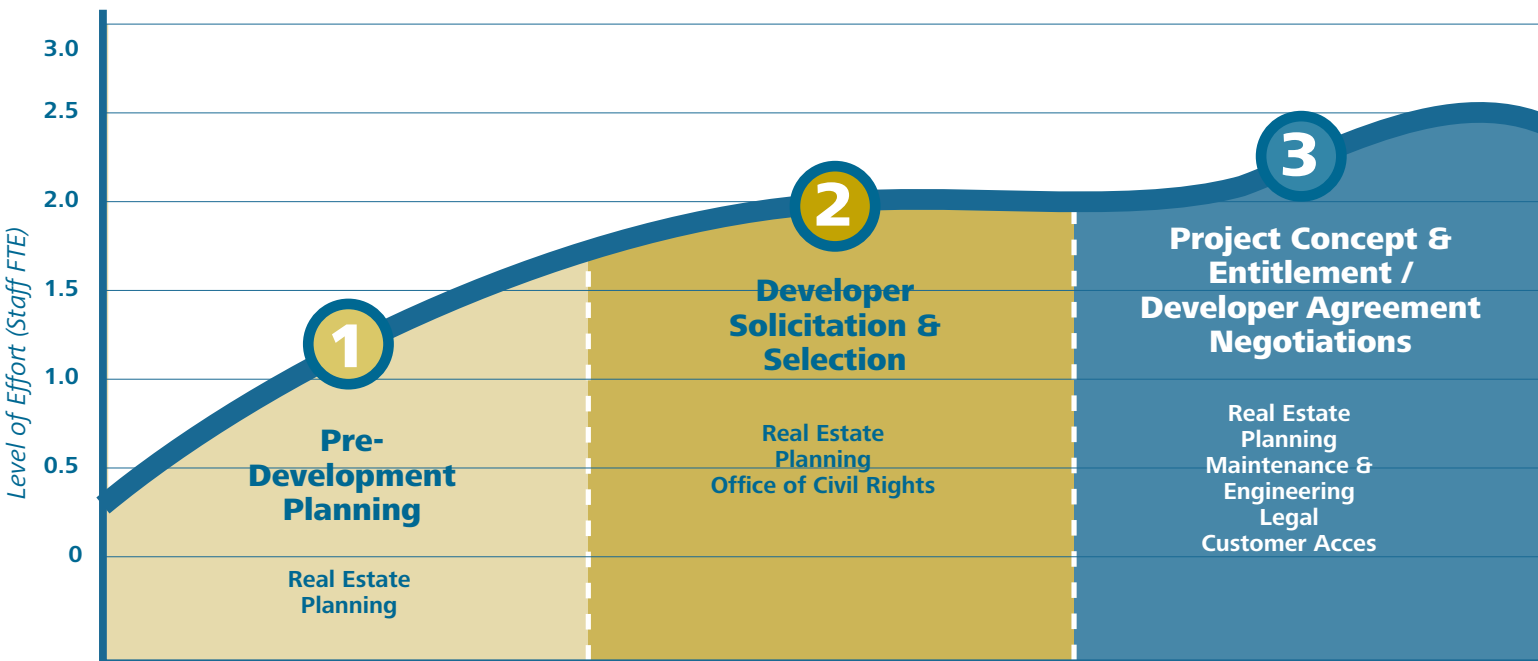 Level of Effort (Staff FTE)
3.0
2.5
2.0
1.5
1.0
0.5
0
1
Pre-
Development
Planning
Real Estate
Planning
2
Developer
Solicitation &
Selection
Real Estate
Planning
Office of Civil Rights
3
Project Concept &
Entitlement /
Developer Agreement
Negotiations
Real Estate
Planning
Maintenance &
Engineering
Legal
Customer Acces